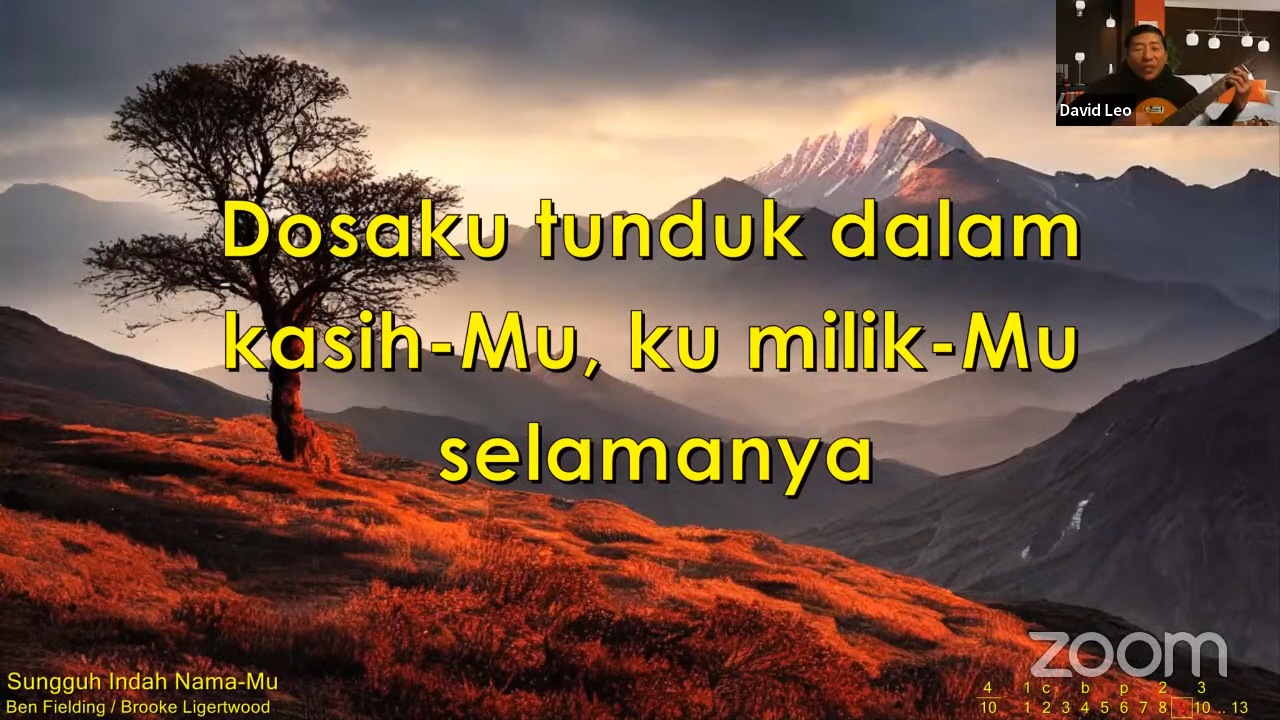 David Leo
Dosaku tunduk dalam
kasih-Mu, ku milik-Mu
selamanya
zoom
Sungguh Indah Nama-Mu
Ben Fielding / Brooke Ligertwood
4 1 c b p 2 3
10 1 2 3 4 5 6 7 8 9 10 .. 13